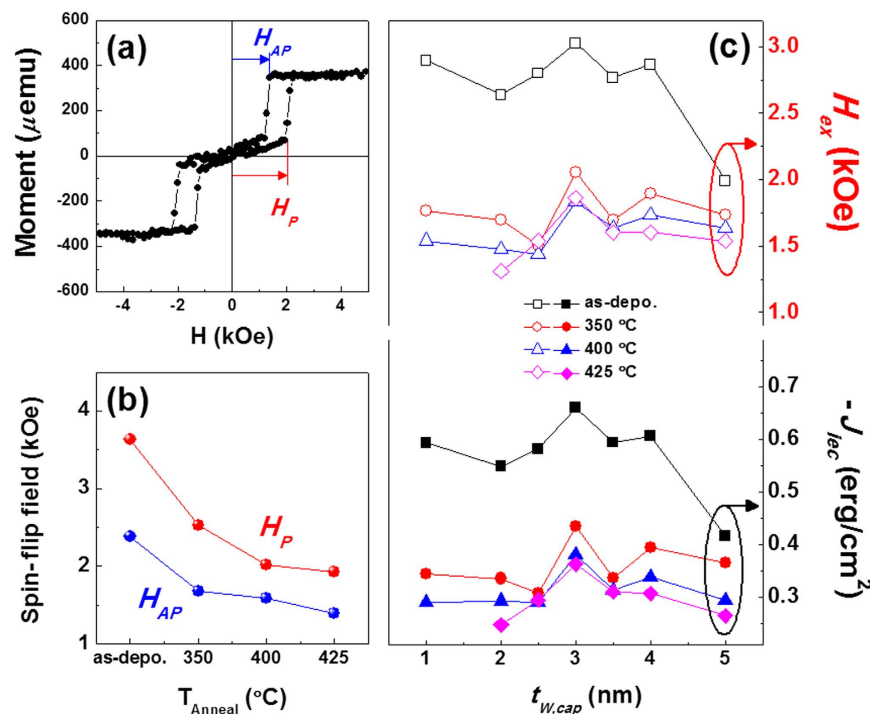 (a)
600
400
200
0
-200
-400
-600
Moment (μemu)
H_AP
H_P
-4 -2 0 2 4
H (kOe)
(b)
4
3
2
1
Spin-flip field (kOe)
H_P
H_AP
as-depo. 350 400 425
T_Anneal (°C)
(c)
3.0
2.5
2.0
1.5
1.0
H_ex (kOe)
as-depo.
350 °C
400 °C
425 °C
0.7
0.6
0.5
0.4
0.3
- J_iec (erg/cm²)
1 2 3 4 5
t_W,cap (nm)